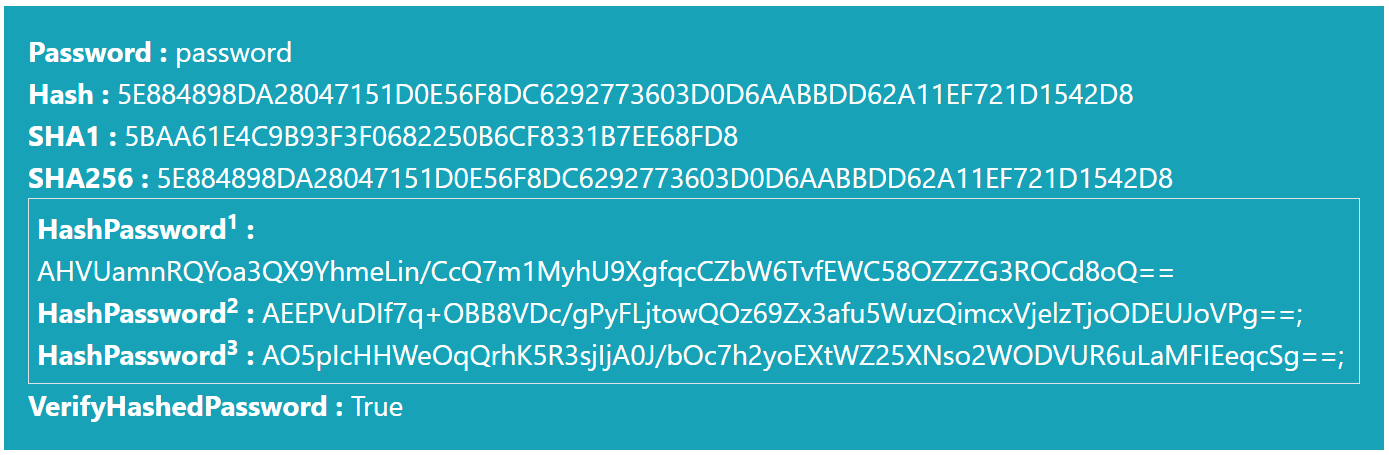 Password : password
Hash : 5E884898DA28047151D0E56F8DC6292773603D0D6AABBDD62A11EF721D1542D8
SHA1 : 5BAA61E4C9B93F3F0682250B6CF8331B7EE68FD8
SHA256 : 5E884898DA28047151D0E56F8DC6292773603D0D6AABBDD62A11EF721D1542D8
HashPassword¹ :
AHVUamnRQYoa3QX9YhmeLin/CcQ7m1MyhU9XgfqcCZbW6TvfEWC58OZZZG3ROCd8oQ==
HashPassword² : AEEPVuDIf7q+OBB8VDc/gPyFLjtowQOz69Zx3afu5WuzQimcxVjelzTjoODEUJoVPg==;
HashPassword³ : AO5pIcHHWeOqQrhK5R3sjIjA0J/bOc7h2yoEXtWZ25XNso2WODVUR6uLaMFIEeqcSg==;
VerifyHashedPassword : True